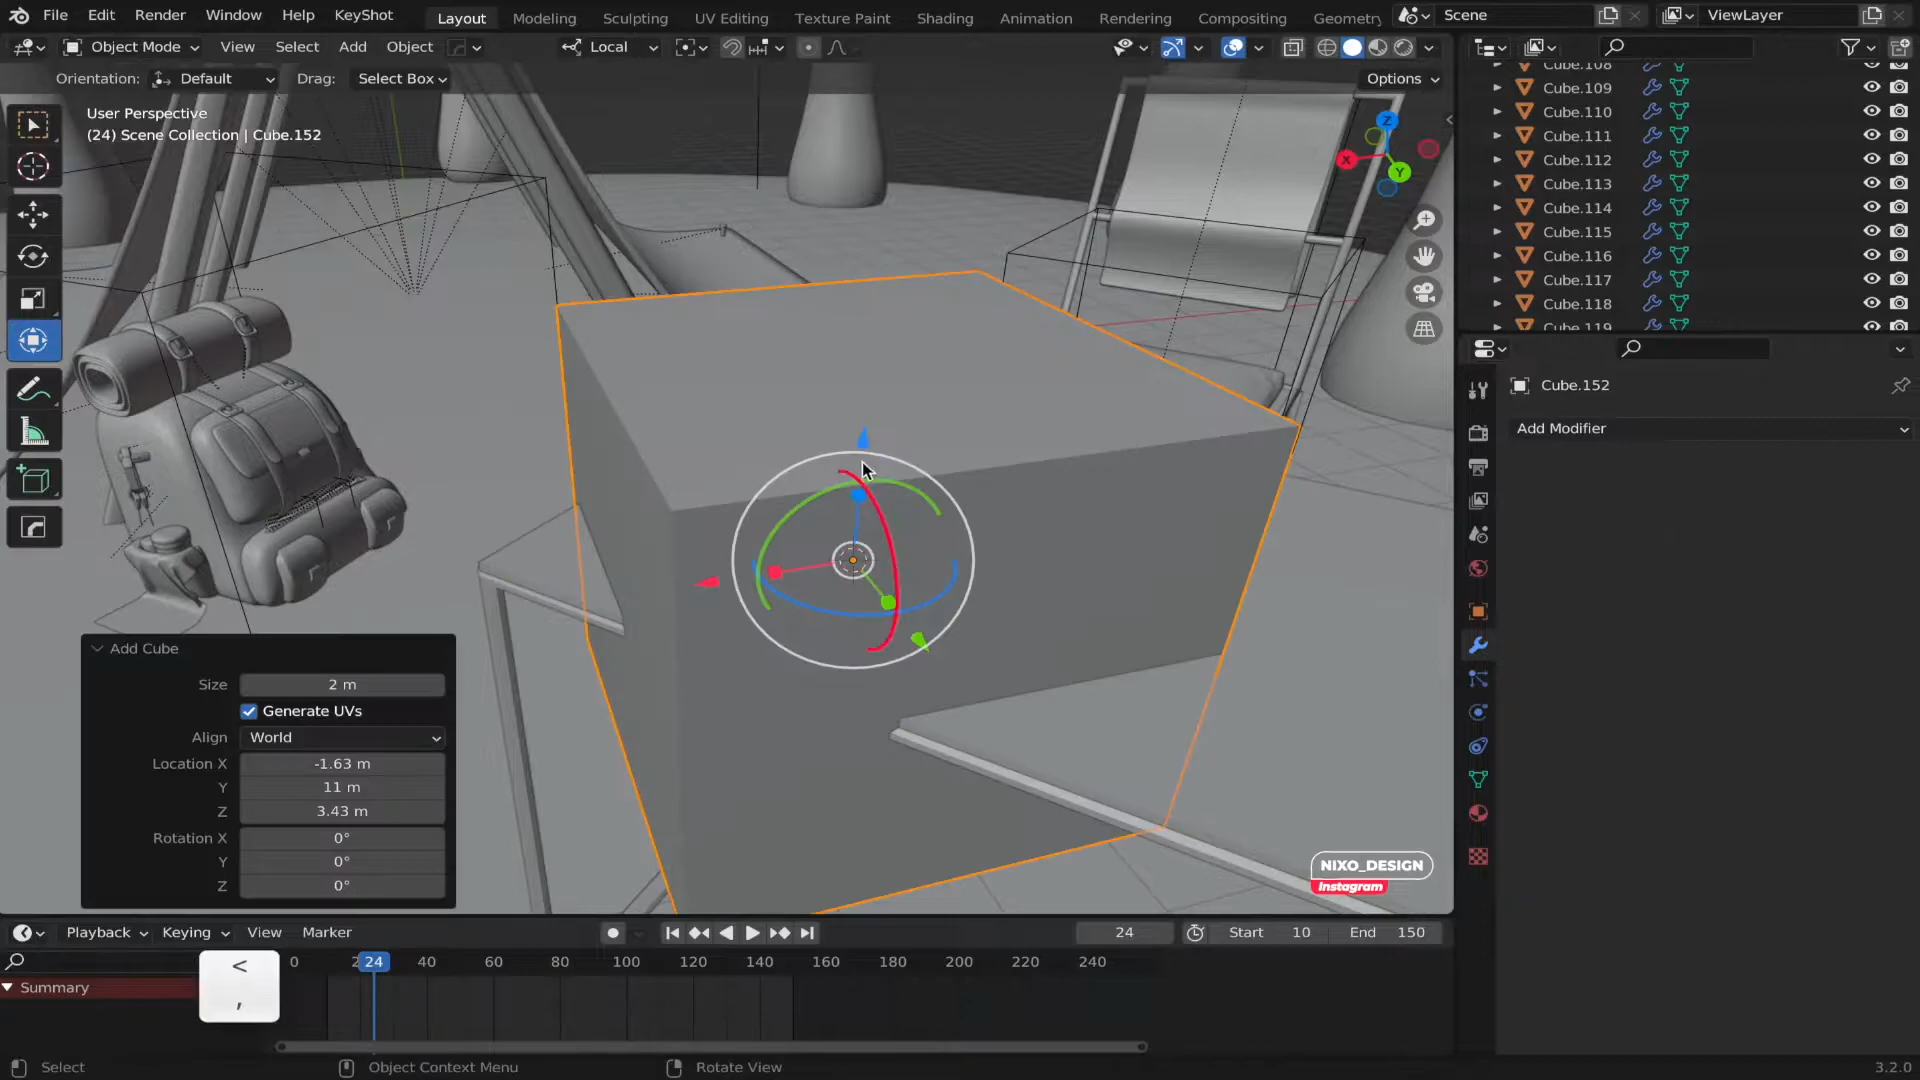 File Edit Render Window Help KeyShot Layout Modeling Sculpting UV Editing Texture Paint Shading Animation Rendering Compositing Geometry Scene ViewLayer
Object Mode View Select Add Object Local
Orientation: Default Drag: Select Box Options
User Perspective
(24) Scene Collection | Cube.152
Z
X
Y
Cube.108
Cube.109
Cube.110
Cube.111
Cube.112
Cube.113
Cube.114
Cube.115
Cube.116
Cube.117
Cube.118
Cube.119
Cube.152
Add Modifier
Add Cube
Size 2 m
Generate UVs
Align World
Location X -1.63 m
Y 11 m
Z 3.43 m
Rotation X 0°
Y 0°
Z 0°
NIXO_DESIGN
Instagram
Playback Keying View Marker 24 Start 10 End 150
0 24 40 60 80 100 120 140 160 180 200 220 240
Summary
<
,
Select Object Context Menu Rotate View 3.2.0